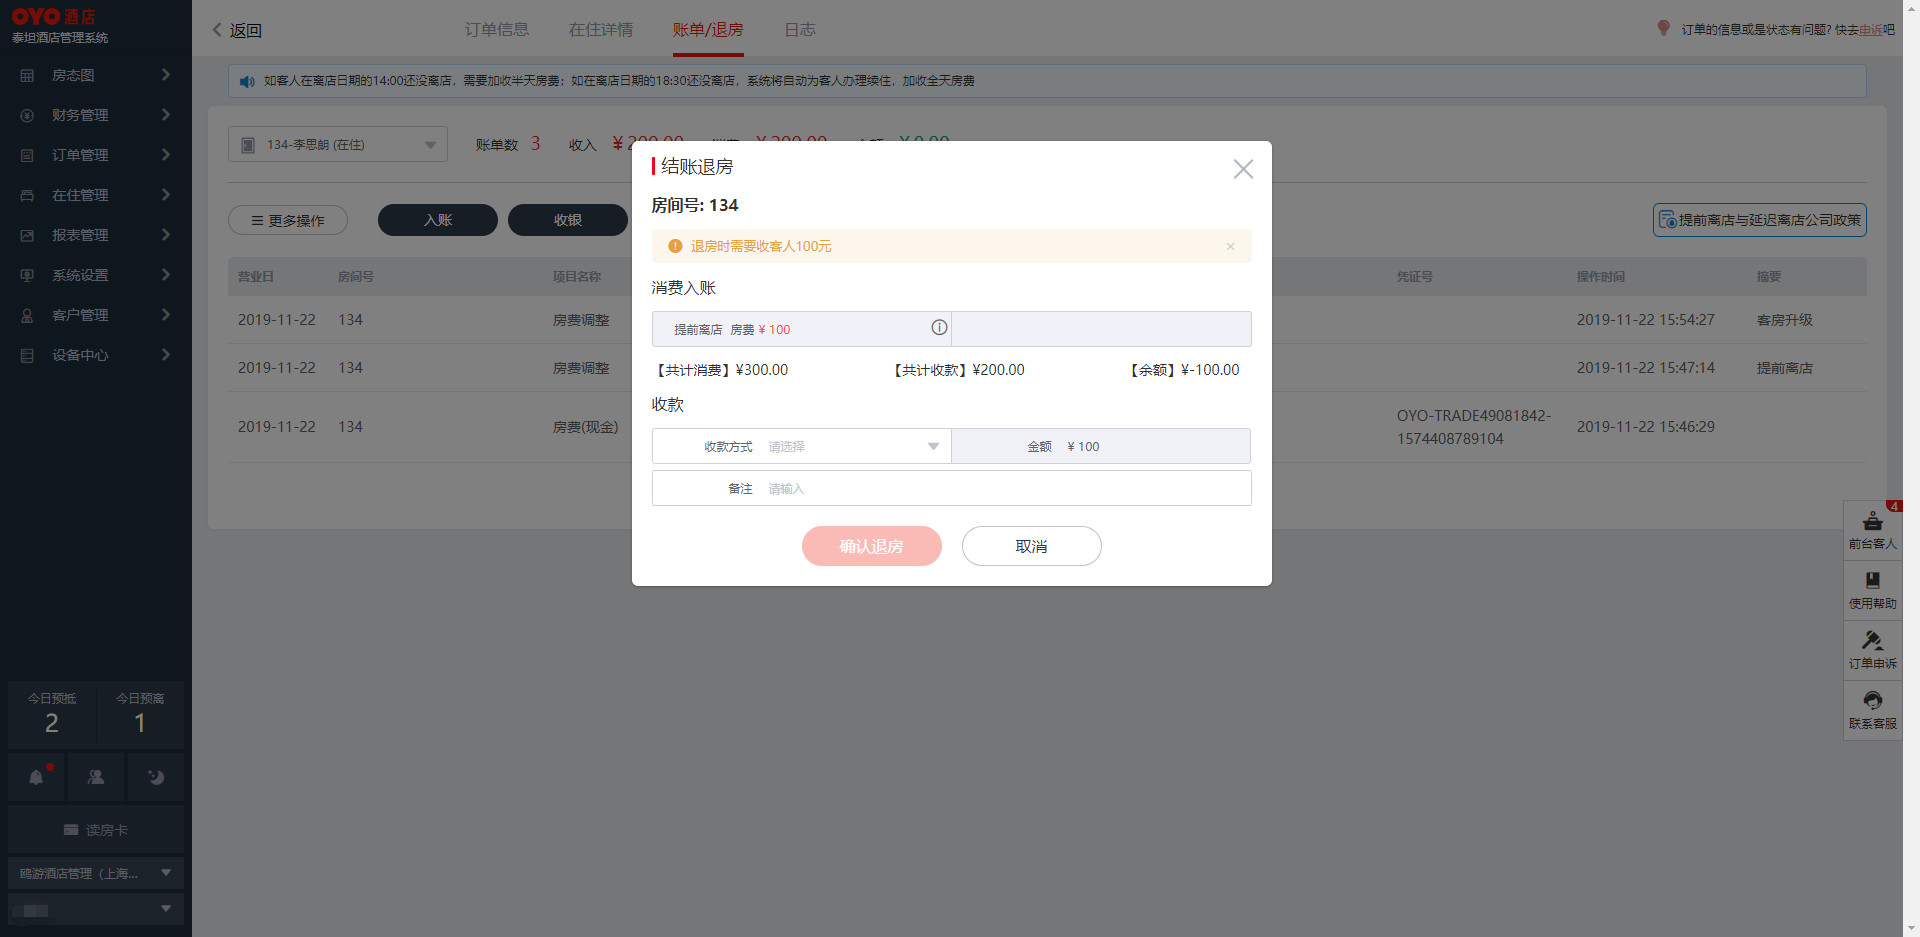 OYO 酒店
泰坦酒店管理系统
房态图
财务管理
订单管理
在住管理
报表管理
系统设置
客户管理
设备中心
今日预抵
2
今日预离
1
读房卡
鸥游酒店管理（上海...
返回
订单信息
在住详情
账单/退房
日志
订单的信息或是状态有问题? 快去申诉吧
如客人在离店日期的14:00还没离店，需要加收半天房费；如在离店日期的18:30还没离店，系统将自动为客人办理续住，加收全天房费
134-李思朗 (在住)
账单数 3
收入 ¥ 200.00
¥ 200.00
¥ 0.00
更多操作
入账
收银
提前离店与延迟离店公司政策
营业日 房间号 项目名称 凭证号 操作时间 摘要
2019-11-22 134 房费调整 2019-11-22 15:54:27 客房升级
2019-11-22 134 房费调整 2019-11-22 15:47:14 提前离店
2019-11-22 134 房费(现金) OYO-TRADE49081842-1574408789104 2019-11-22 15:46:29
结账退房
房间号: 134
退房时需要收客人100元
消费入账
提前离店 房费 ¥ 100
【共计消费】¥300.00
【共计收款】¥200.00
【余额】¥-100.00
收款
收款方式 请选择
金额 ¥ 100
备注 请输入
确认退房
取消
4
前台客人
使用帮助
订单申诉
联系客服